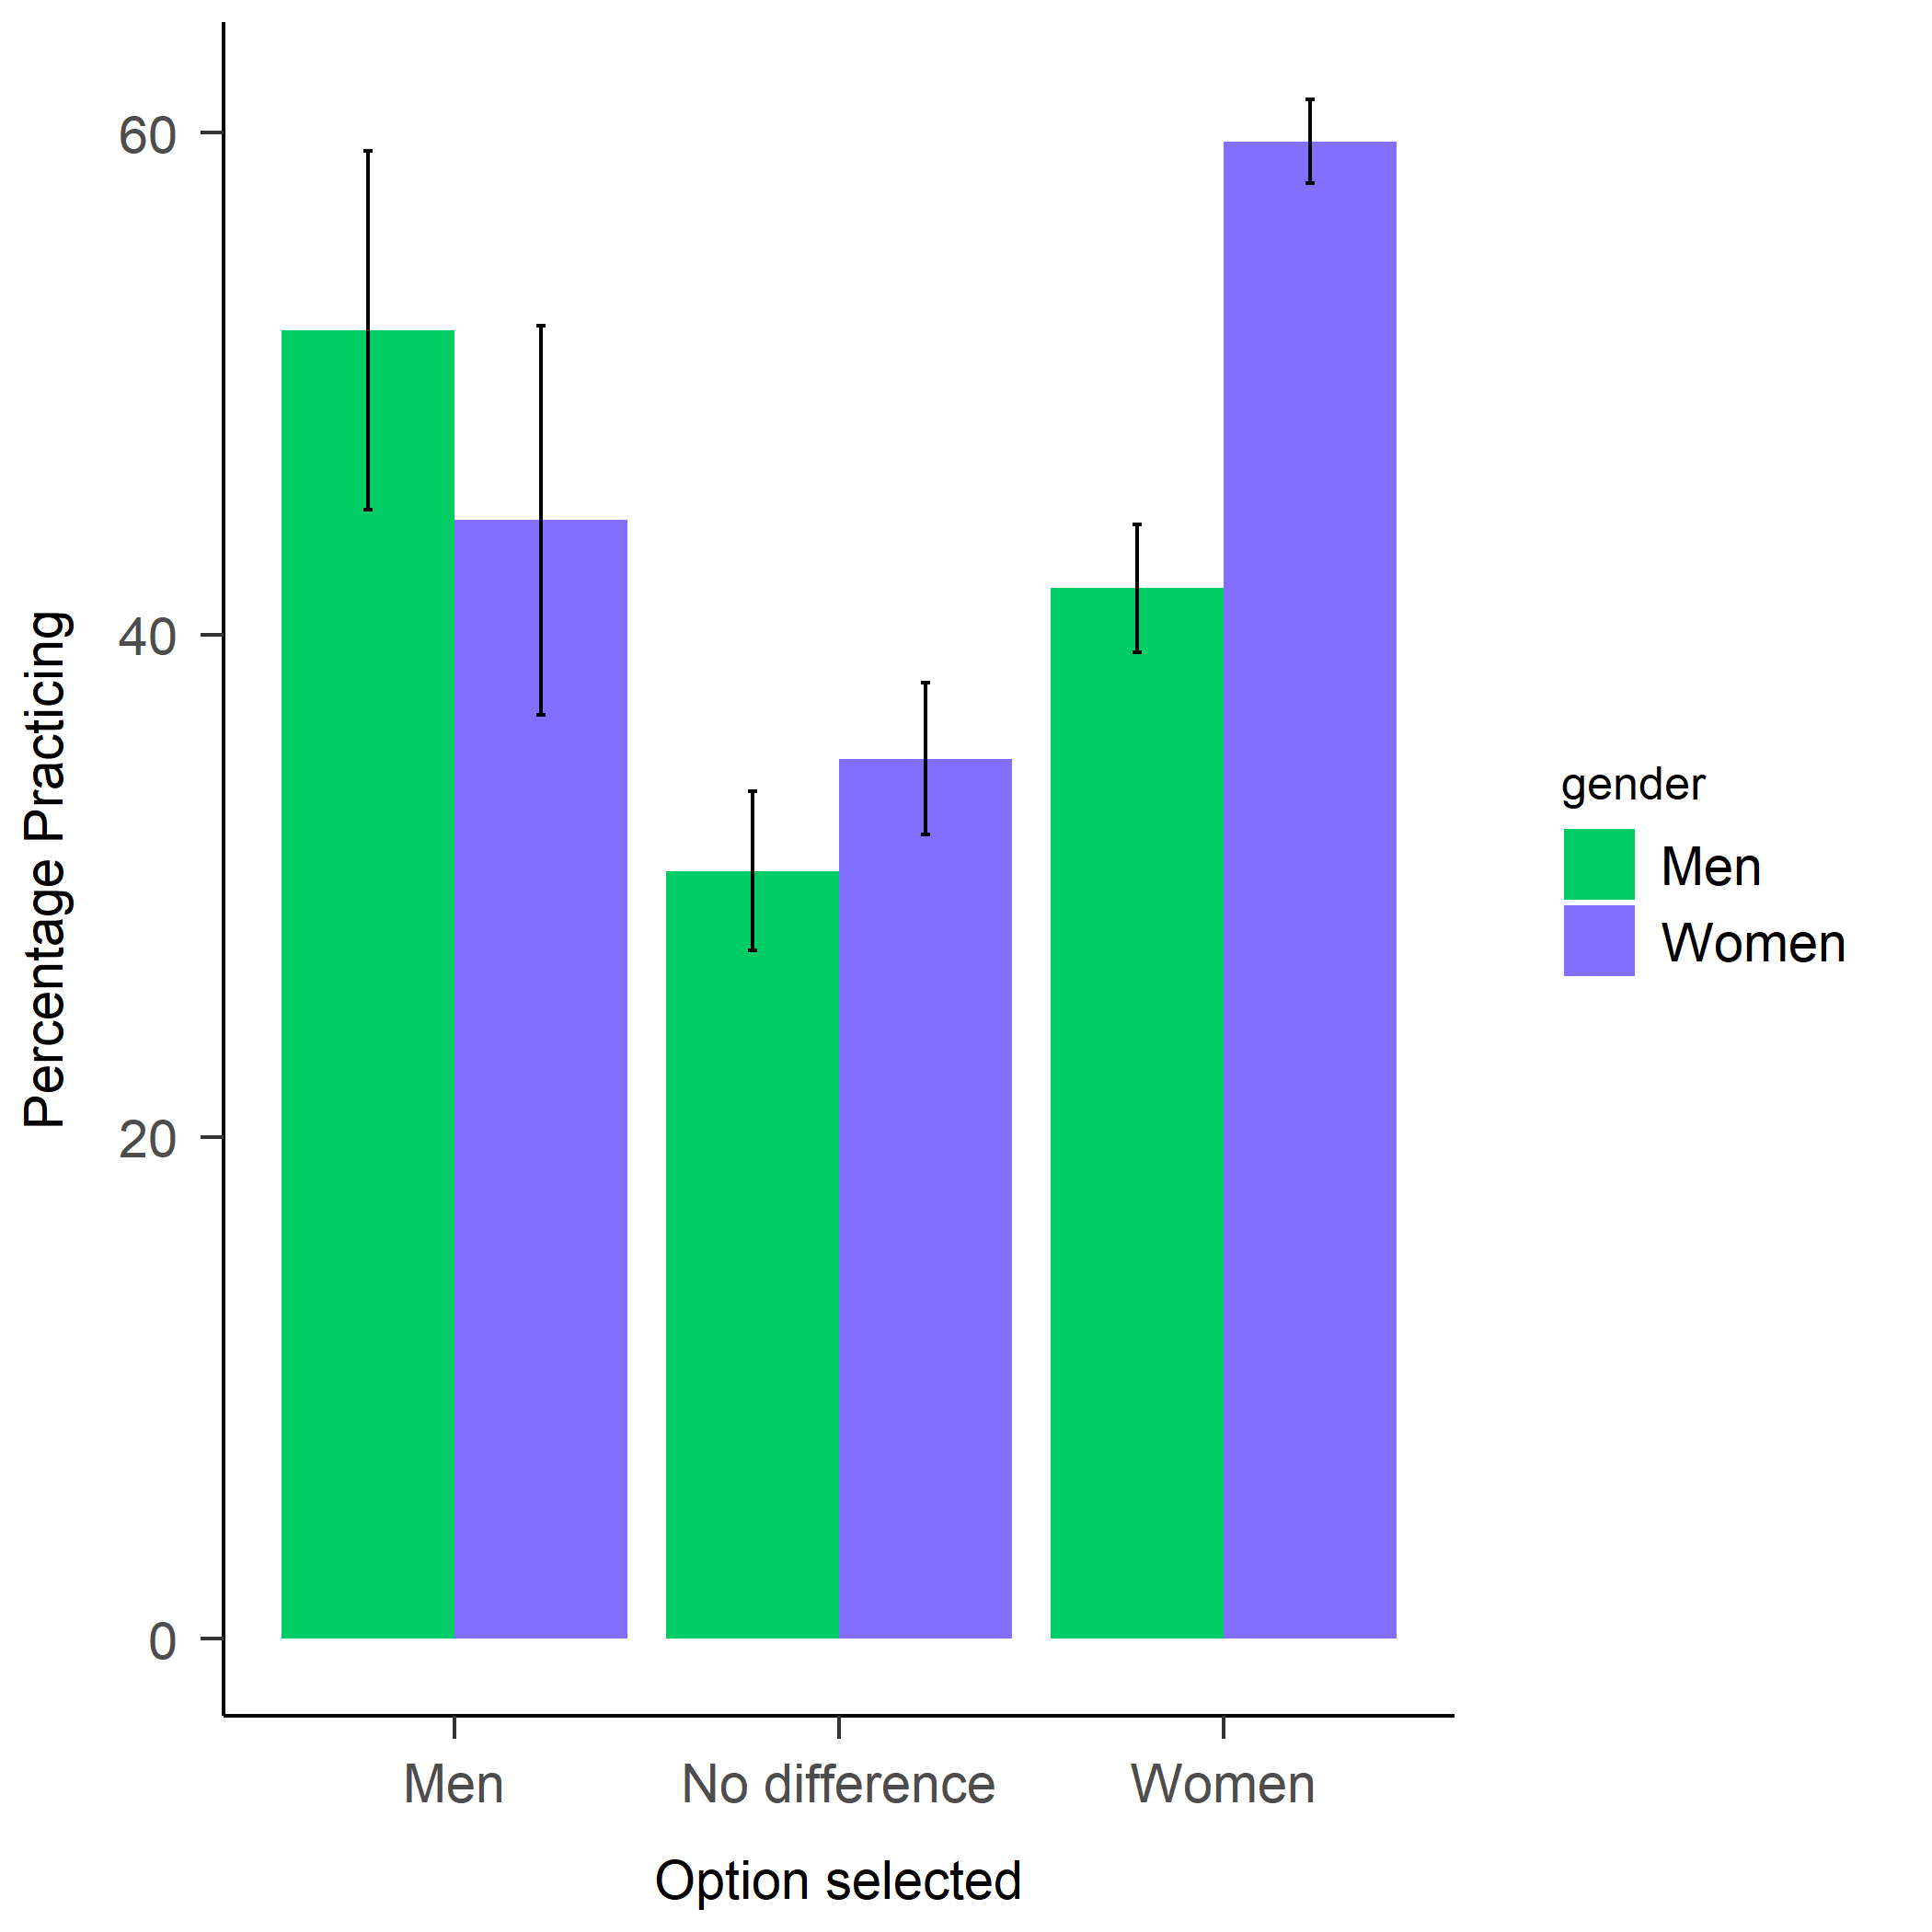 Percentage Practicing
60
40
20
0
Men
No difference
Women
Option selected
gender
Men
Women